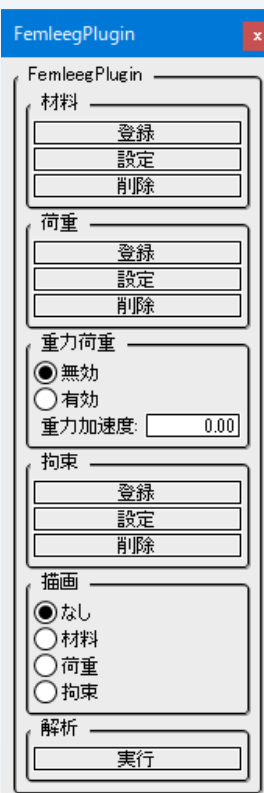 FemleegPlugin
x
FemleegPlugin
材料
登録
設定
削除
荷重
登録
設定
削除
重力荷重
無効
有効
重力加速度: 0.00
拘束
登録
設定
削除
描画
なし
材料
荷重
拘束
解析
実行